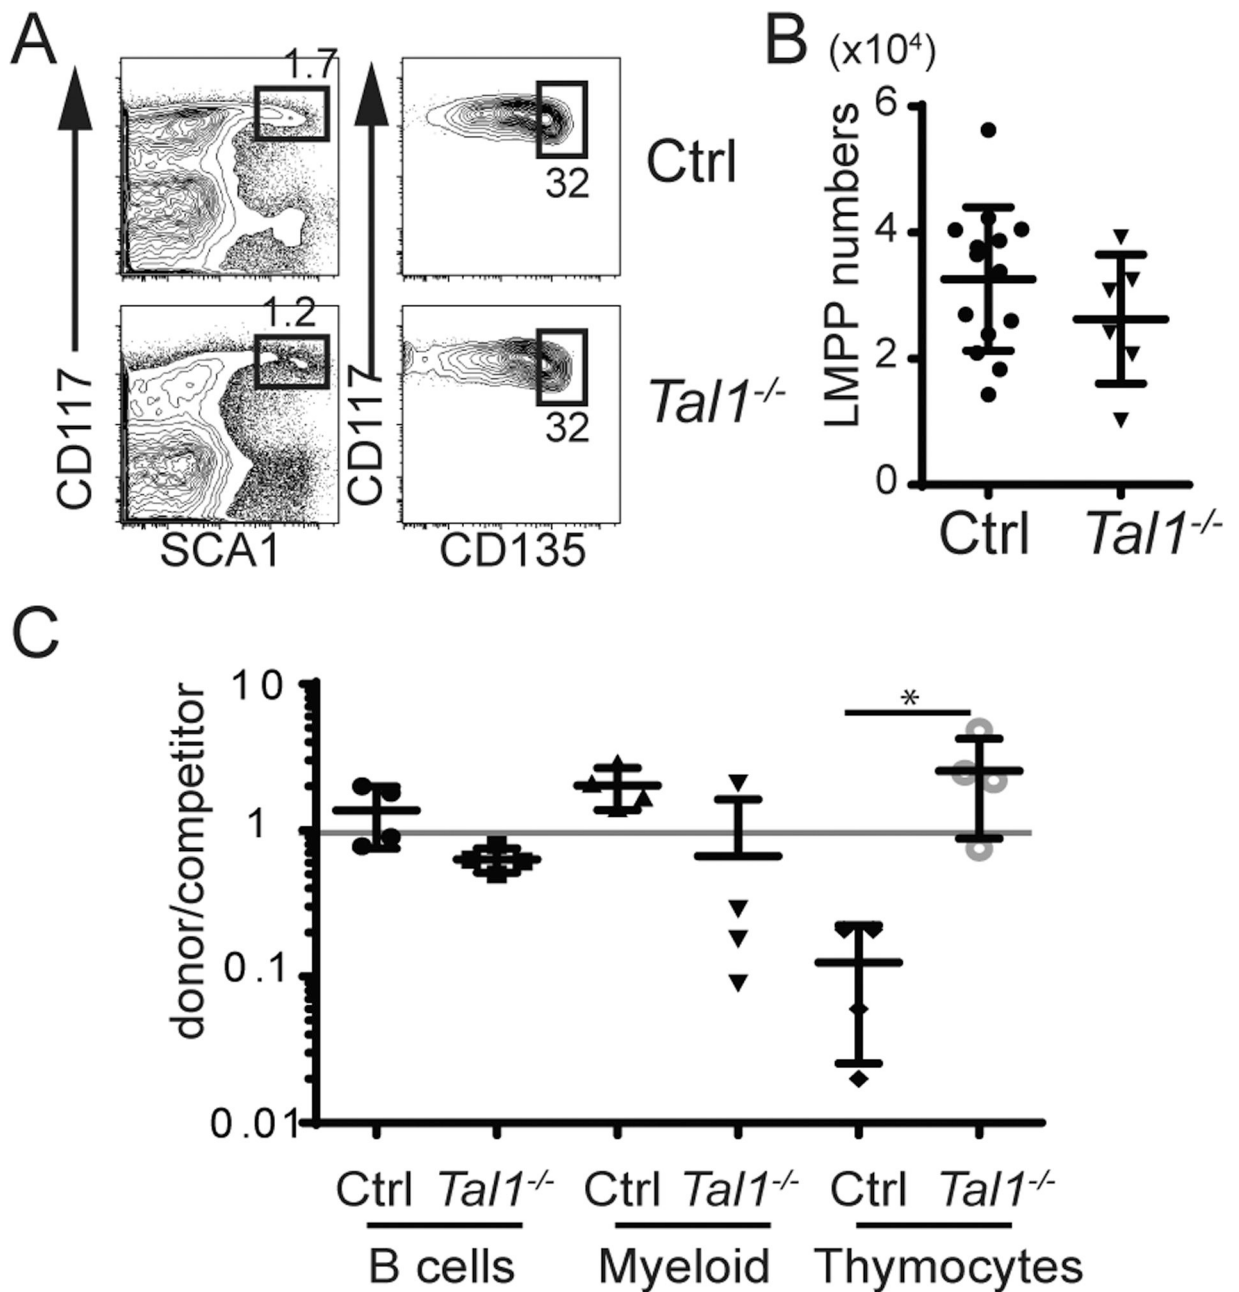 A
1.7
32
Ctrl
1.2
32
Tal1-/-
CD117
CD117
SCA1
CD135
B
(x10⁴)
LMPP numbers
6
4
2
0
Ctrl
Tal1-/-
C
donor/competitor
10
1
0.1
0.01
*
Ctrl Tal1-/- Ctrl Tal1-/- Ctrl Tal1-/-
B cells Myeloid Thymocytes